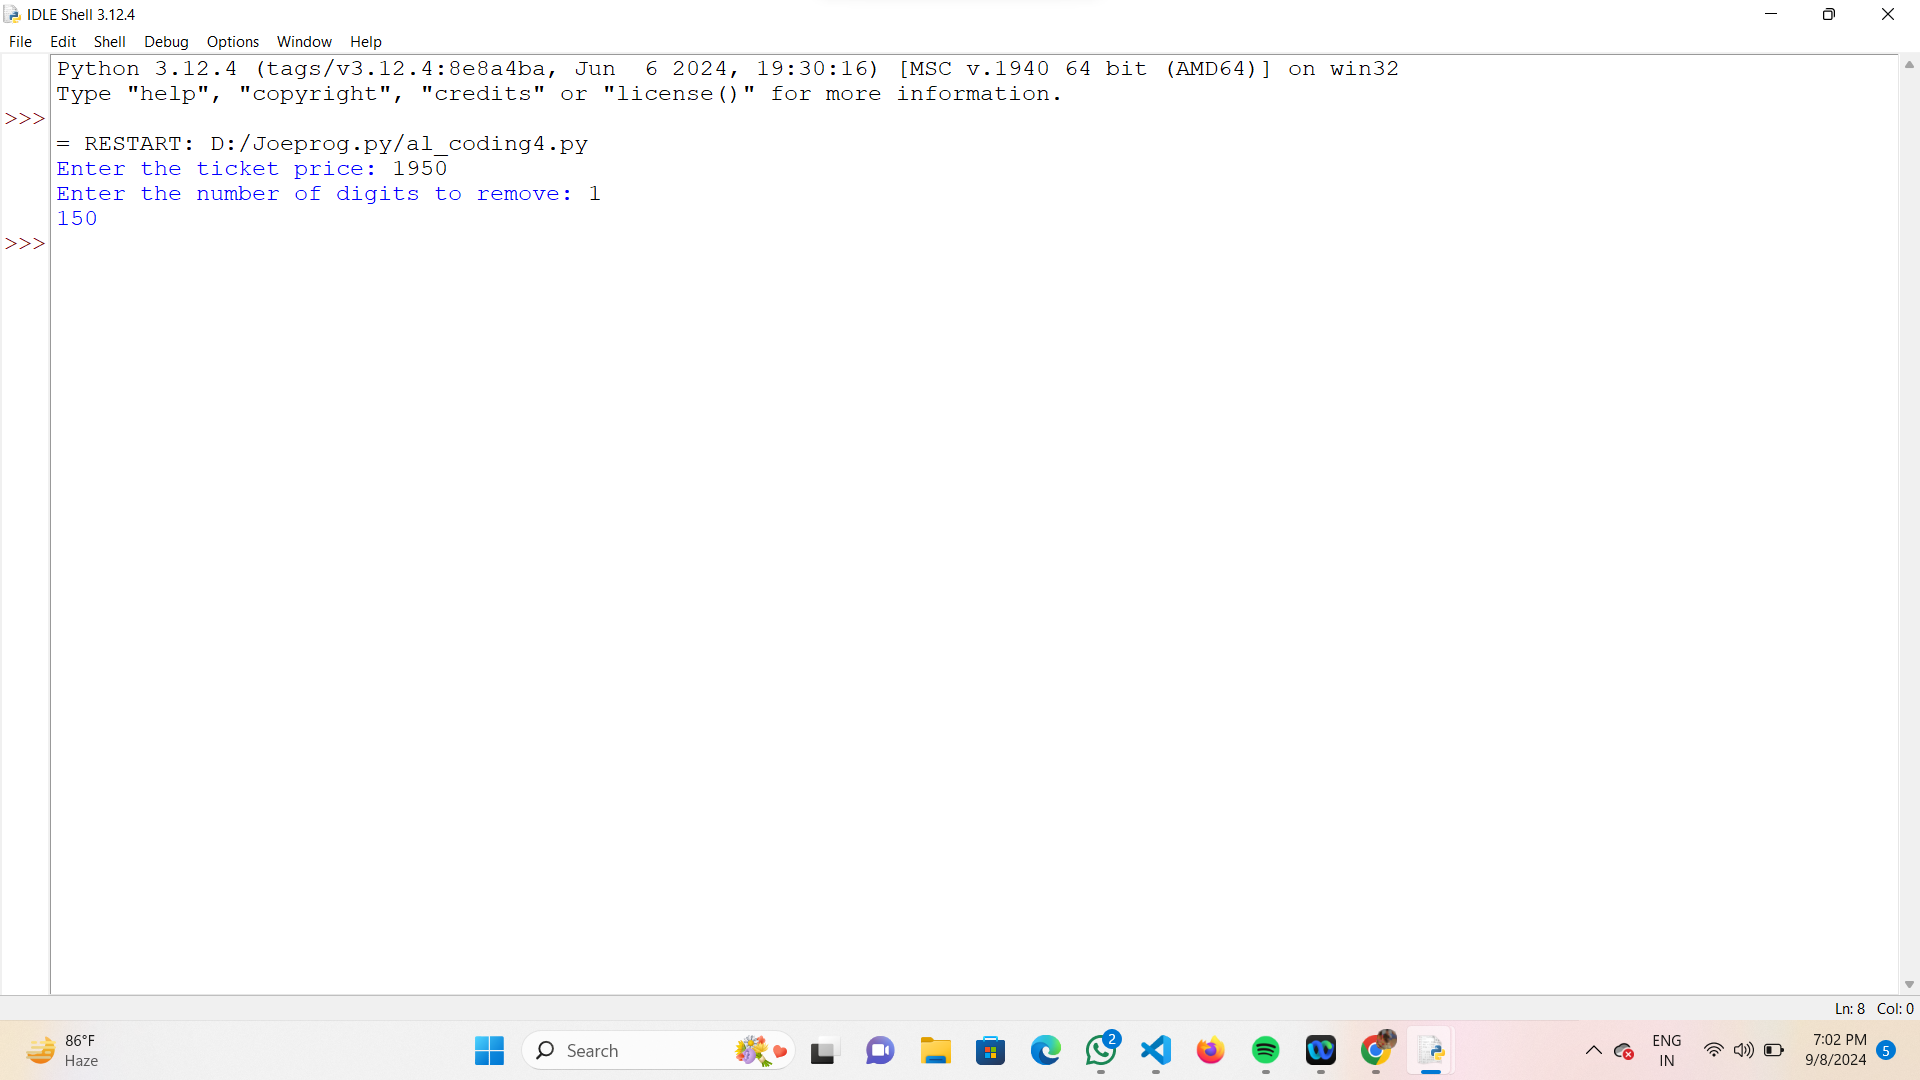 IDLE Shell 3.12.4
File Edit Shell Debug Options Window Help
Python 3.12.4 (tags/v3.12.4:8e8a4ba, Jun  6 2024, 19:30:16) [MSC v.1940 64 bit (AMD64)] on win32
Type "help", "copyright", "credits" or "license()" for more information.
>>>
= RESTART: D:/Joeprog.py/al_coding4.py
Enter the ticket price: 1950
Enter the number of digits to remove: 1
150
>>>
Ln: 8 Col: 0
86°F
Haze
Search
2
ENG
IN
7:02 PM
9/8/2024
5